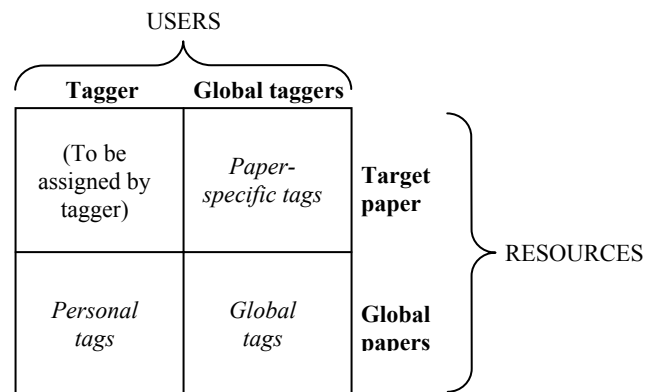 USERS
Tagger Global taggers
(To be
assigned by
tagger)
Paper-
specific tags
Target
paper
RESOURCES
Personal
tags
Global
tags
Global
papers